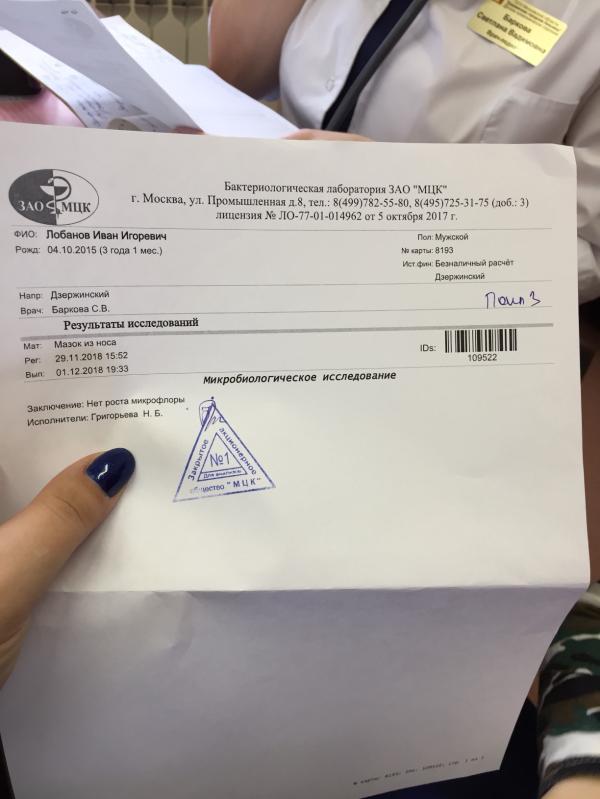 Баркова
Светлана Вадимовна
ЗАО МЦК
Бактериологическая лаборатория ЗАО "МЦК"
г. Москва, ул. Промышленная д.8, тел.: 8(499)782-55-80, 8(495)725-31-75 (доб.: 3)
лицензия № ЛО-77-01-014962 от 5 октября 2017 г.
ФИО: Лобанов Иван Игоревич
Пол: Мужской
Рожд: 04.10.2015 (3 года 1 мес.)
№ карты: 8193
Ист.фин: Безналичный расчёт
Дзержинский
Напр: Дзержинский
Врач: Баркова С.В.
Результаты исследований
Мат: Мазок из носа
Рег: 29.11.2018 15:52
Вып: 01.12.2018 19:33
IDs:
109522
Микробиологическое исследование
Заключение: Нет роста микрофлоры
Исполнители: Григорьева Н. Б.
Закрытое
акционерное
общество "МЦК"
№1
Для анализов